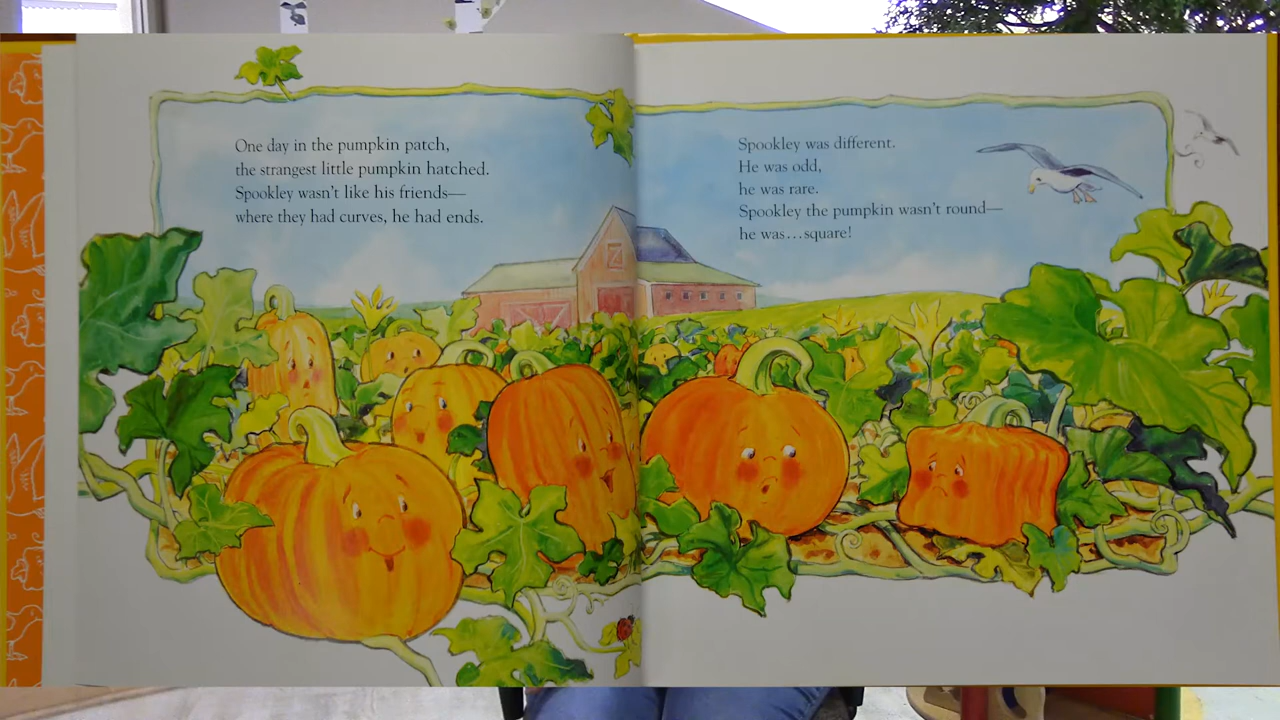 One day in the pumpkin patch,
the strangest little pumpkin hatched.
Spookley wasn't like his friends—
where they had curves, he had ends.
Spookley was different.
He was odd,
he was rare.
Spookley the pumpkin wasn't round—
he was...square!